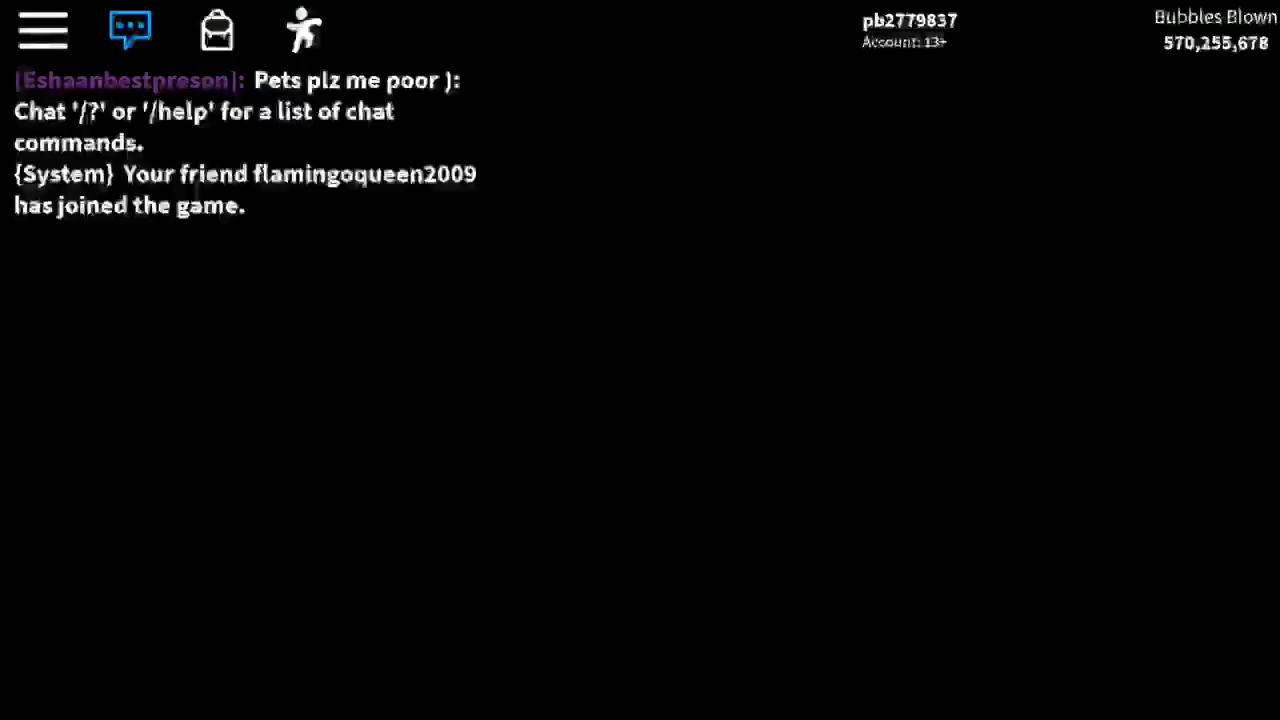 pb2779837
Account: 13+
Bubbles Blown
570,255,678
[Eshaanbestpreson]: Pets plz me poor ):
Chat '/?' or '/help' for a list of chat
commands.
{System} Your friend flamingoqueen2009
has joined the game.